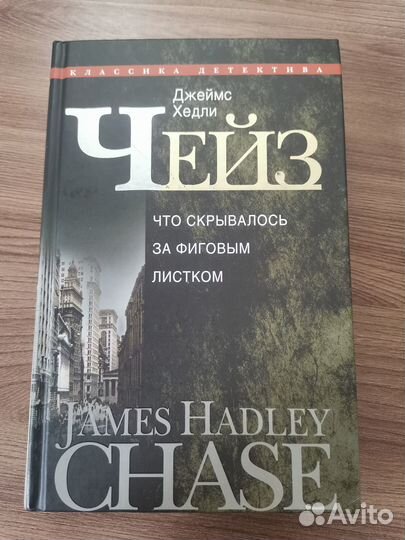 КЛАССИКА ДЕТЕКТИВА
Джеймс
Хедли
ЧЕЙЗ
ЧТО СКРЫВАЛОСЬ
ЗА ФИГОВЫМ
ЛИСТКОМ
JAMES HADLEY
CHASE
Avito